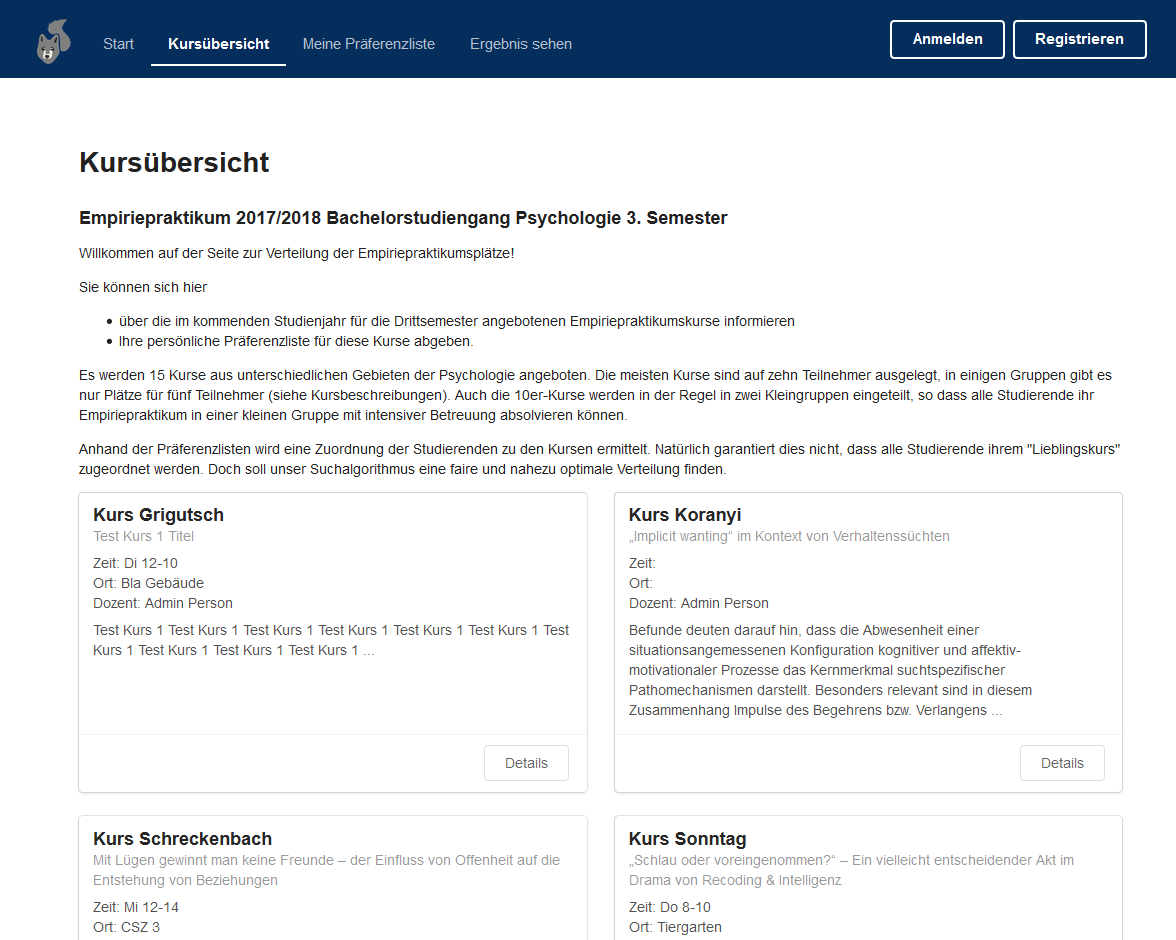 Start Kursübersicht Meine Präferenzliste Ergebnis sehen Anmelden Registrieren
Kursübersicht
Empiriepraktikum 2017/2018 Bachelorstudiengang Psychologie 3. Semester
Willkommen auf der Seite zur Verteilung der Empiriepraktikumsplätze!
Sie können sich hier
• über die im kommenden Studienjahr für die Drittsemester angebotenen Empiriepraktikumskurse informieren
• Ihre persönliche Präferenzliste für diese Kurse abgeben.
Es werden 15 Kurse aus unterschiedlichen Gebieten der Psychologie angeboten. Die meisten Kurse sind auf zehn Teilnehmer ausgelegt, in einigen Gruppen gibt es
nur Plätze für fünf Teilnehmer (siehe Kursbeschreibungen). Auch die 10er-Kurse werden in der Regel in zwei Kleingruppen eingeteilt, so dass alle Studierende ihr
Empiriepraktikum in einer kleinen Gruppe mit intensiver Betreuung absolvieren können.
Anhand der Präferenzlisten wird eine Zuordnung der Studierenden zu den Kursen ermittelt. Natürlich garantiert dies nicht, dass alle Studierende ihrem "Lieblingskurs"
zugeordnet werden. Doch soll unser Suchalgorithmus eine faire und nahezu optimale Verteilung finden.
Kurs Grigutsch
Test Kurs 1 Titel
Zeit: Di 12-10
Ort: Bla Gebäude
Dozent: Admin Person
Test Kurs 1 Test Kurs 1 Test Kurs 1 Test Kurs 1 Test Kurs 1 Test Kurs 1 Test
Kurs 1 Test Kurs 1 Test Kurs 1 Test Kurs 1 ...
Details
Kurs Koranyi
„Implicit wanting“ im Kontext von Verhaltenssüchten
Zeit:
Ort:
Dozent: Admin Person
Befunde deuten darauf hin, dass die Abwesenheit einer
situationsangemessenen Konfiguration kognitiver und affektiv-
motivationaler Prozesse das Kernmerkmal suchtspezifischer
Pathomechanismen darstellt. Besonders relevant sind in diesem
Zusammenhang Impulse des Begehrens bzw. Verlangens ...
Details
Kurs Schreckenbach
Mit Lügen gewinnt man keine Freunde – der Einfluss von Offenheit auf die
Entstehung von Beziehungen
Zeit: Mi 12-14
Ort: CSZ 3
Kurs Sonntag
„Schlau oder voreingenommen?“ – Ein vielleicht entscheidender Akt im
Drama von Recoding & Intelligenz
Zeit: Do 8-10
Ort: Tiergarten